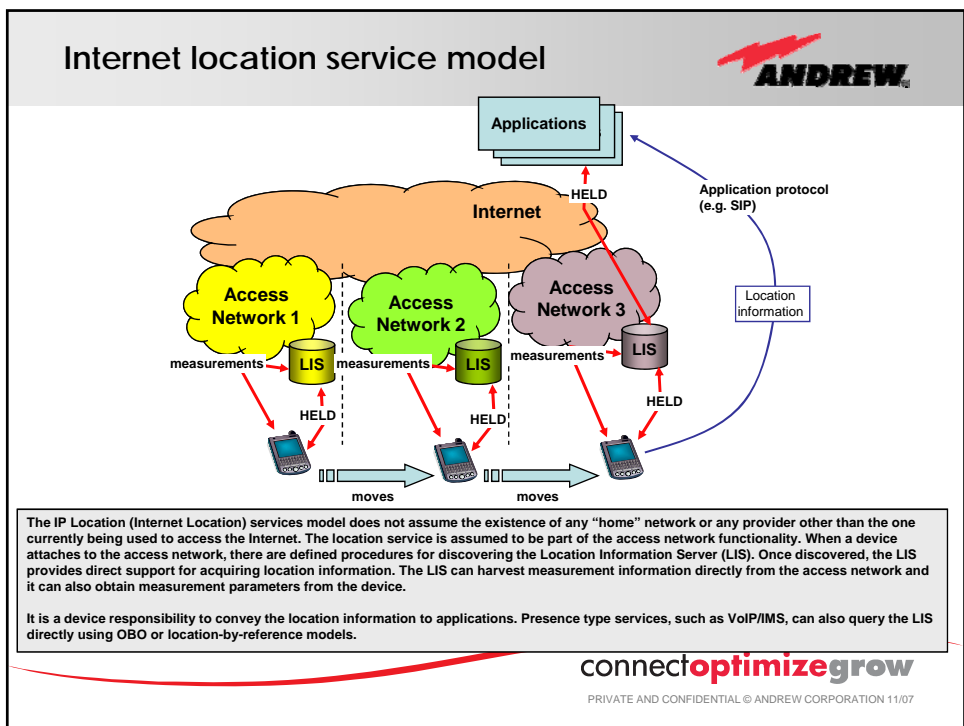 Internet location service model
ANDREW.
Applications
HELD
Internet
Application protocol
(e.g. SIP)
Access
Network 1
Access
Network 2
Access
Network 3
Location
information
measurements
LIS
measurements
LIS
measurements
LIS
HELD
HELD
HELD
moves
moves
The IP Location (Internet Location) services model does not assume the existence of any “home” network or any provider other than the one
currently being used to access the Internet. The location service is assumed to be part of the access network functionality. When a device
attaches to the access network, there are defined procedures for discovering the Location Information Server (LIS). Once discovered, the LIS
provides direct support for acquiring location information. The LIS can harvest measurement information directly from the access network and
it can also obtain measurement parameters from the device.
It is a device responsibility to convey the location information to applications. Presence type services, such as VoIP/IMS, can also query the LIS
directly using OBO or location-by-reference models.
connectoptimizegrow
PRIVATE AND CONFIDENTIAL © ANDREW CORPORATION 11/07